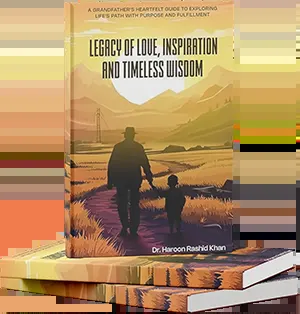 A GRANDFATHER'S HEARTFELT GUIDE TO EXPLORING
LIFE'S PATH WITH PURPOSE AND FULFILLMENT
LEGACY OF LOVE, INSPIRATION
AND TIMELESS WISDOM
Dr. Haroon Rashid Khan